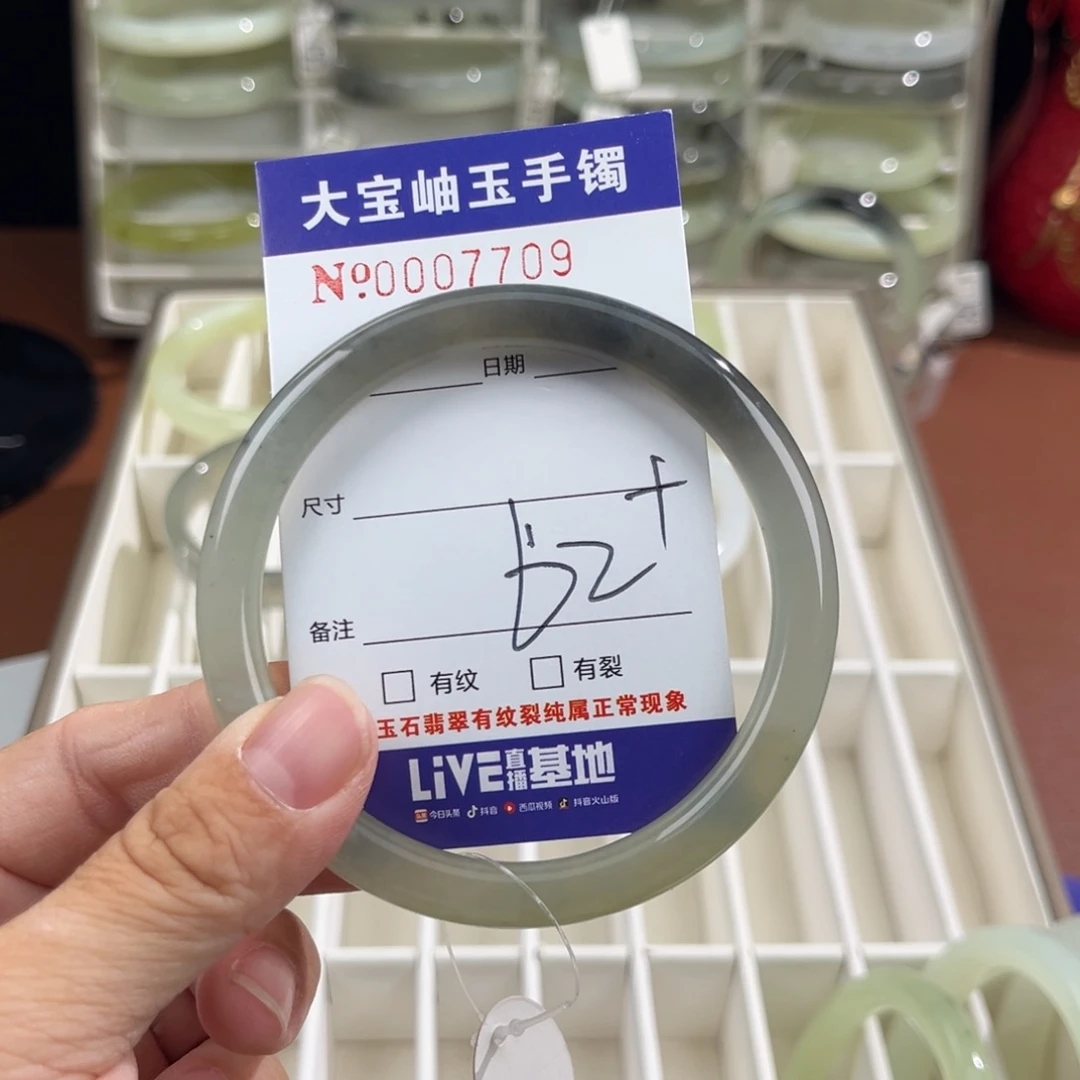 大宝岫玉手镯
Nº0007709
日期
尺寸
62+
备注
有纹 有裂
玉石翡翠有纹裂纯属正常现象
LiVE直播基地
今日头条 抖音 西瓜视频 抖音火山版